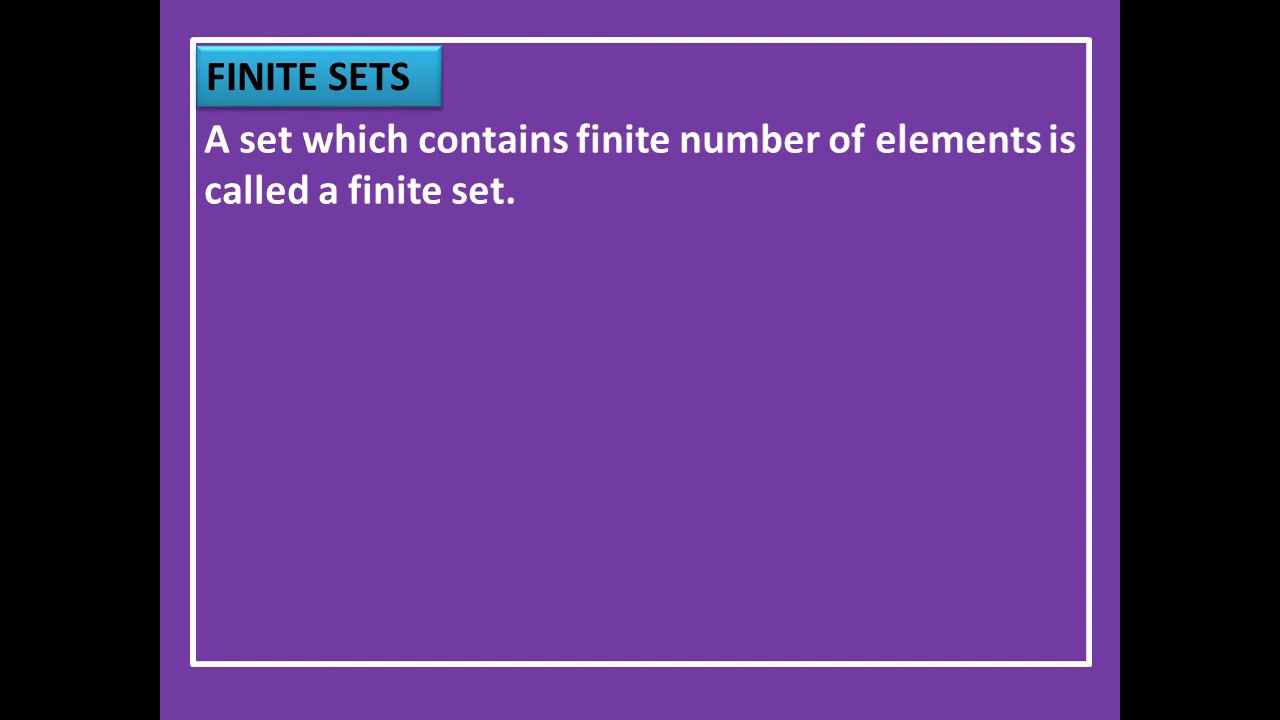 FINITE SETS
A set which contains finite number of elements is
called a finite set.